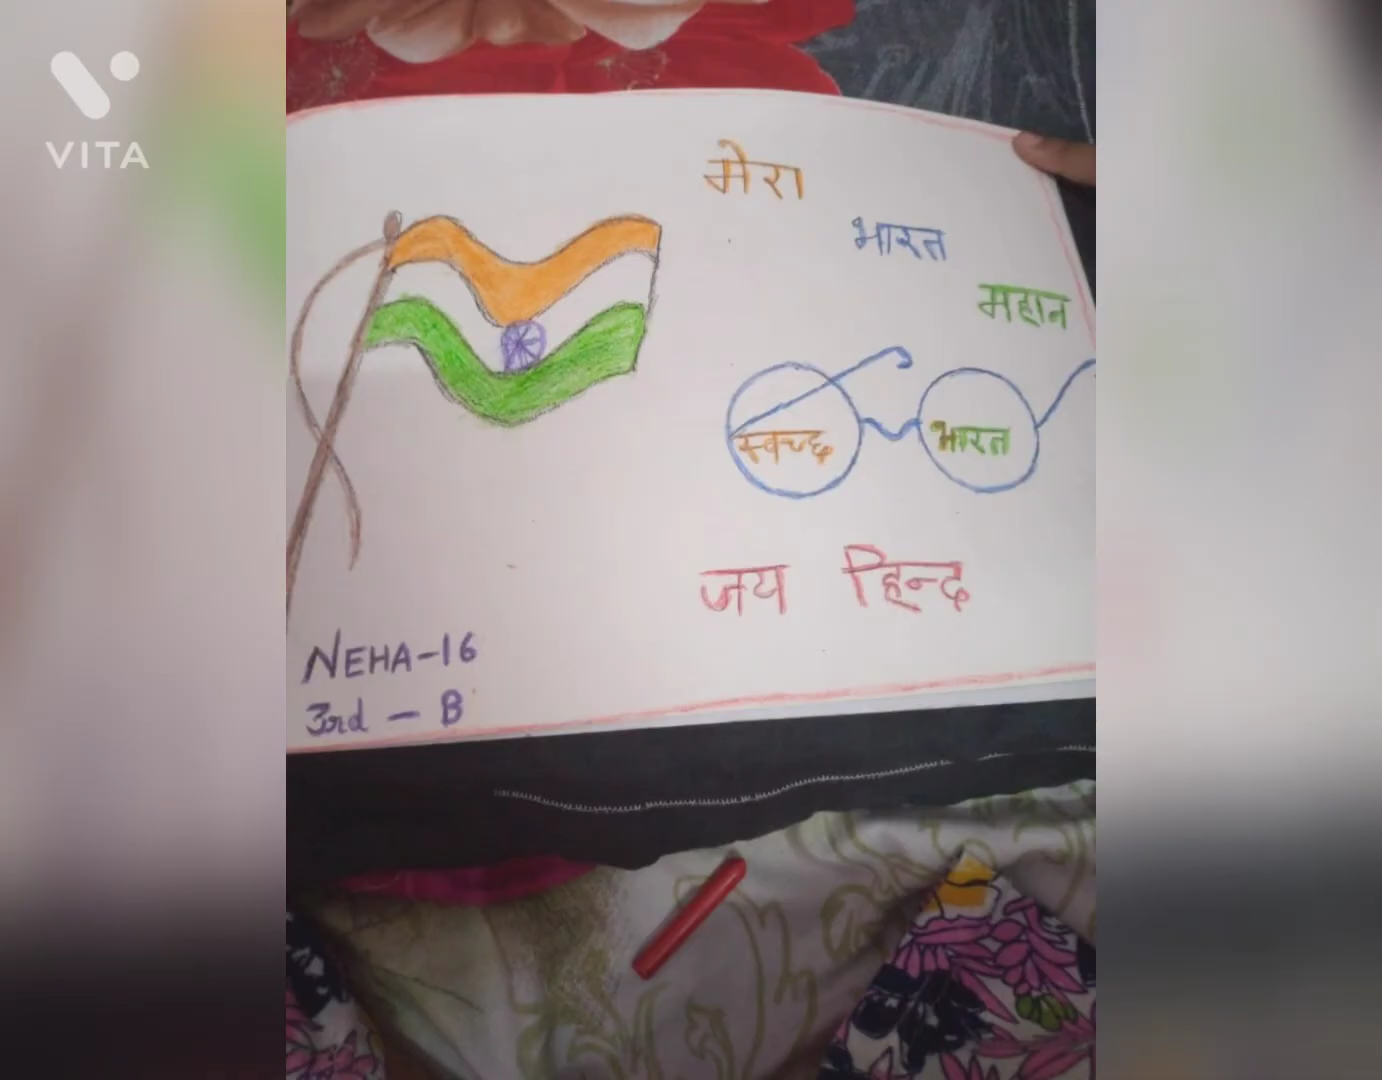 VITA
मेरा
भारत
महान
स्वच्छ भारत
जय हिन्द
NEHA-16
3rd - B